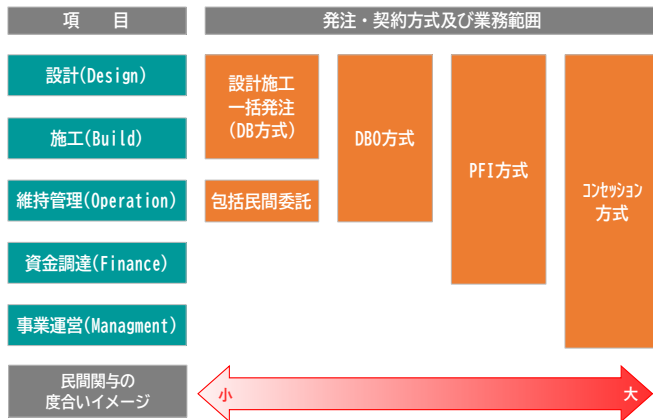 項　目
発注・契約方式及び業務範囲
設計(Design)
施工(Build)
維持管理(Operation)
資金調達(Finance)
事業運営(Managment)
設計施工
一括発注
(DB方式)
包括民間委託
DBO方式
PFI方式
ｺﾝｾｯｼｮﾝ
方式
民間関与の
度合いイメージ
小
大